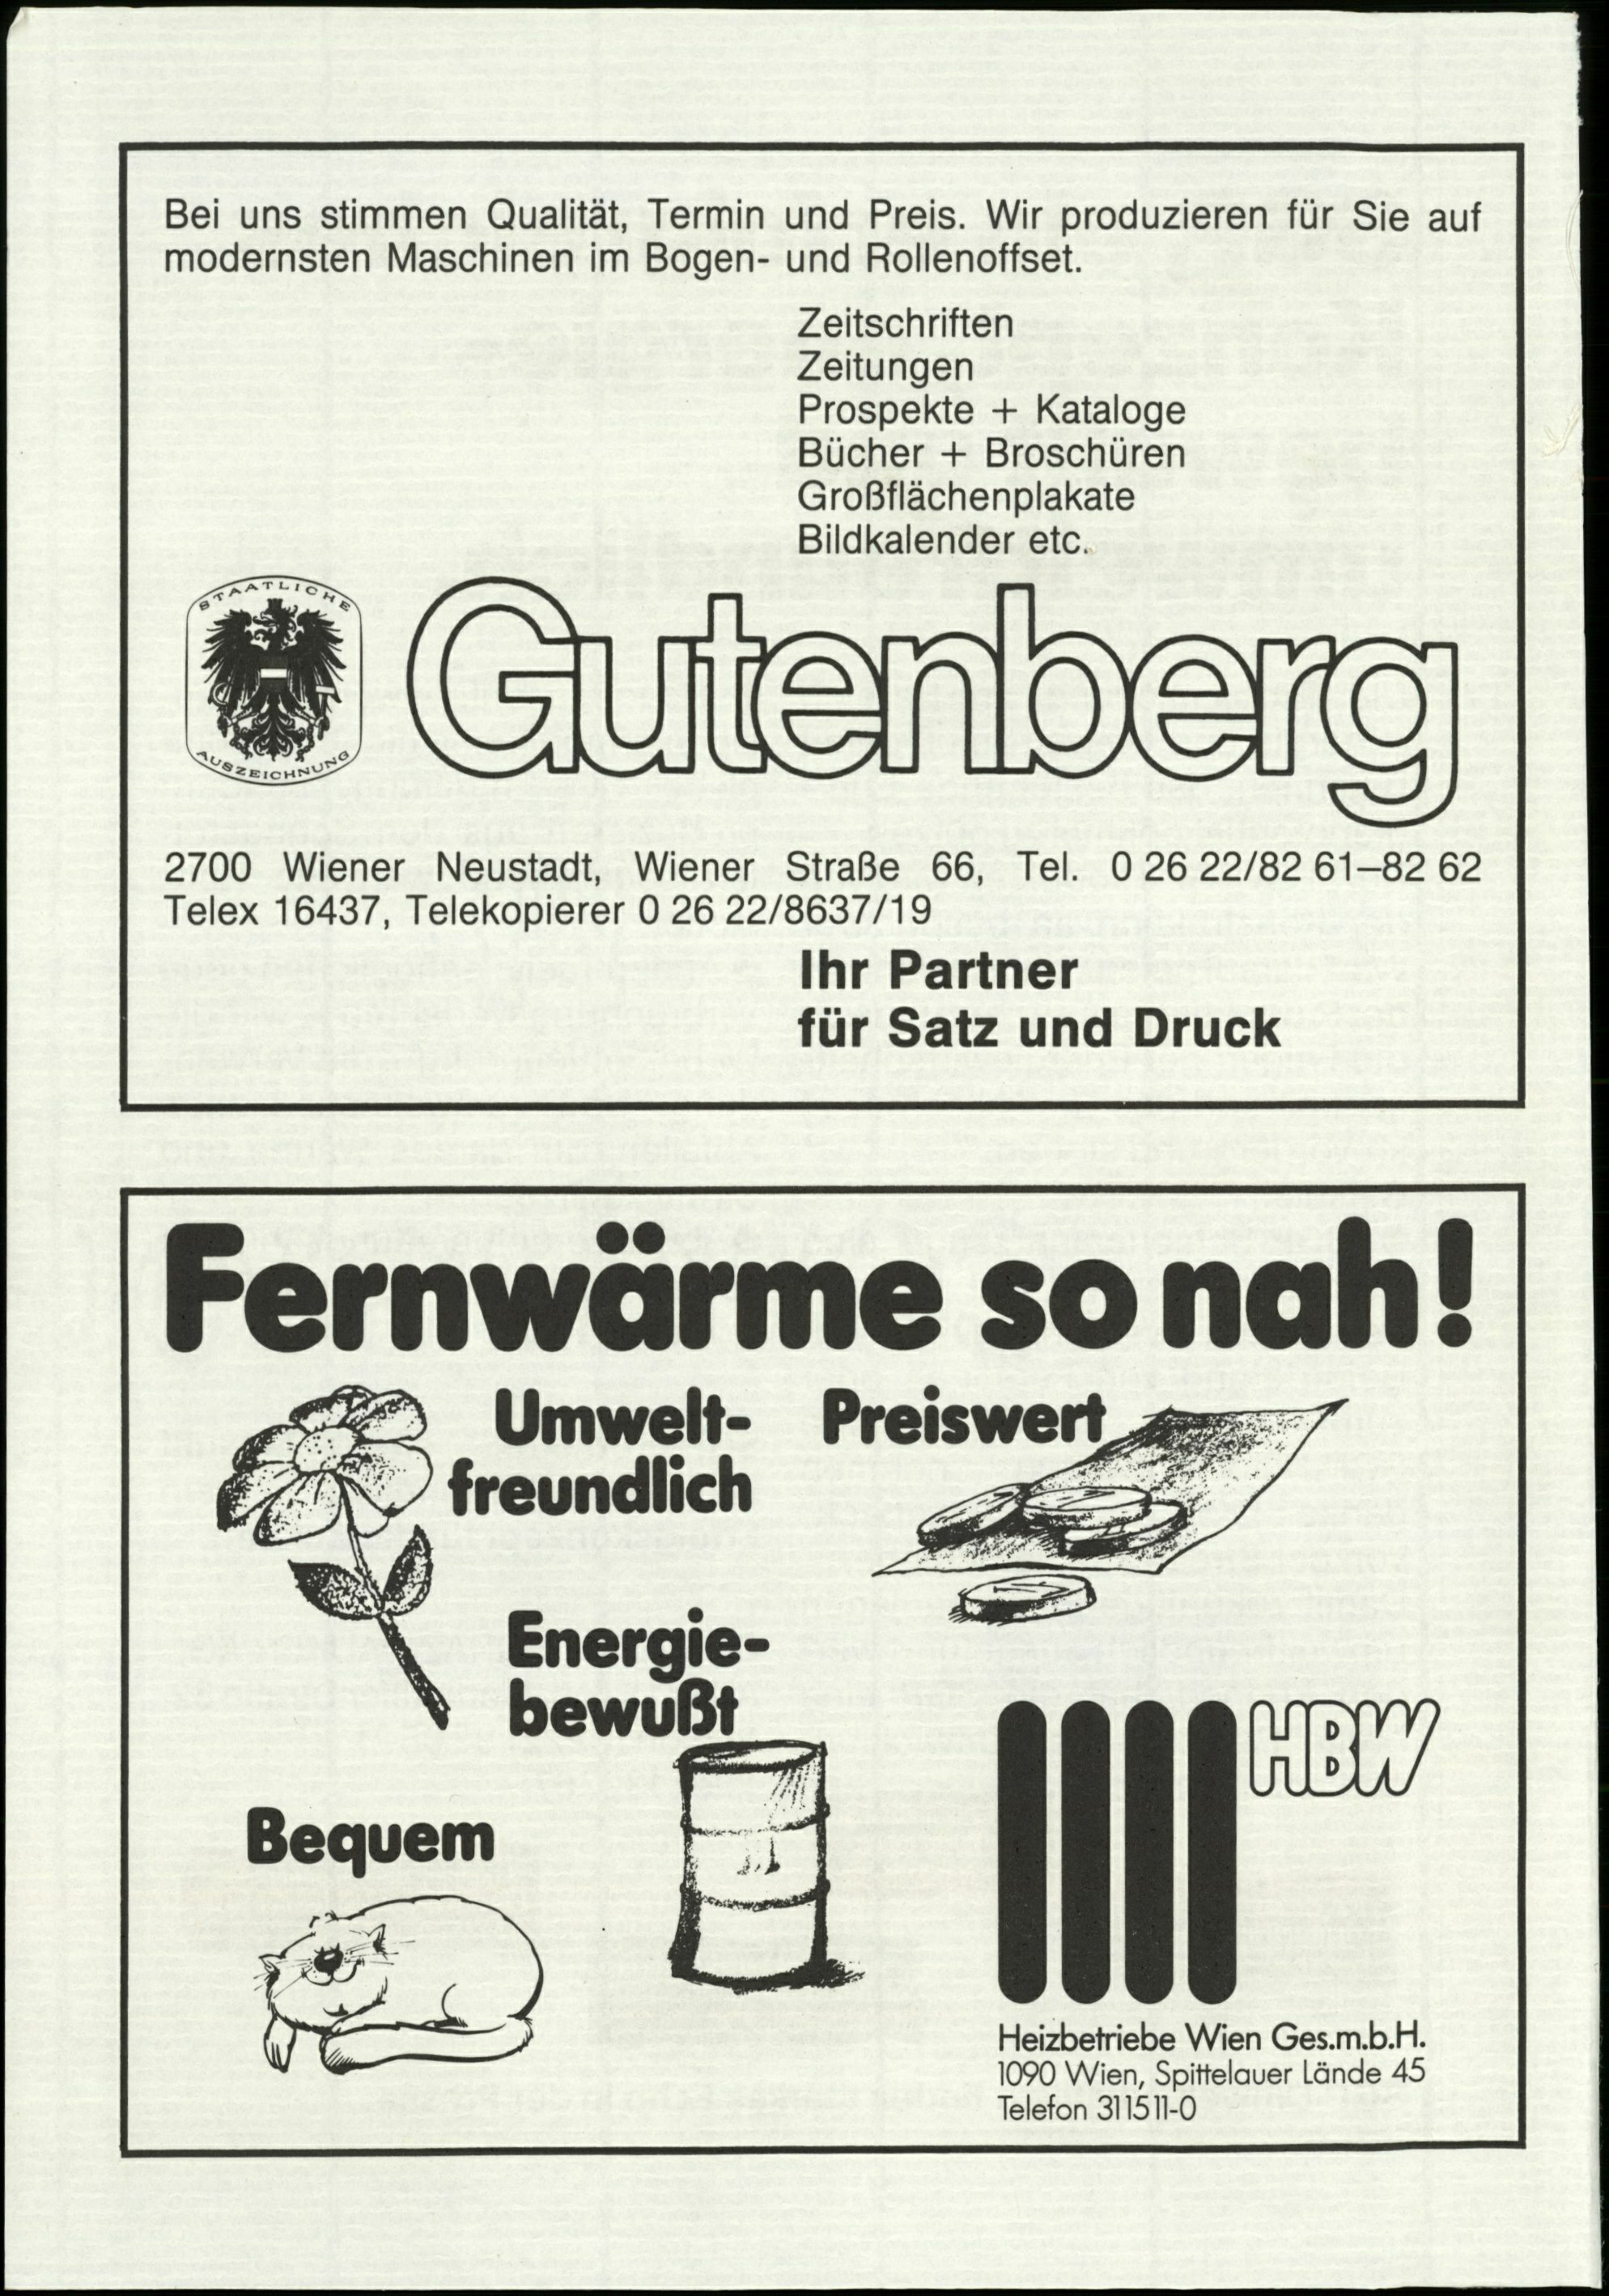 Bei uns stimmen Qualität, Termin und Preis. Wir produzieren für Sie auf
modernsten Maschinen im Bogen- und Rollenoffset.
Zeitschriften
Zeitungen
Prospekte + Kataloge
Bücher + Broschüren
Großflächenplakate
Bildkalender etc.
STAATLICHE
AUSZEICHNUNG
Gutenberg
2700 Wiener Neustadt, Wiener Straße 66, Tel. 0 26 22/82 61–82 62
Telex 16437, Telekopierer 0 26 22/8637/19
Ihr Partner
für Satz und Druck
Fernwärme so nah!
Umwelt-
freundlich
Preiswert
Energie-
bewußt
Bequem
HBW
Heizbetriebe Wien Ges.m.b.H.
1090 Wien, Spittelauer Lände 45
Telefon 311511-0